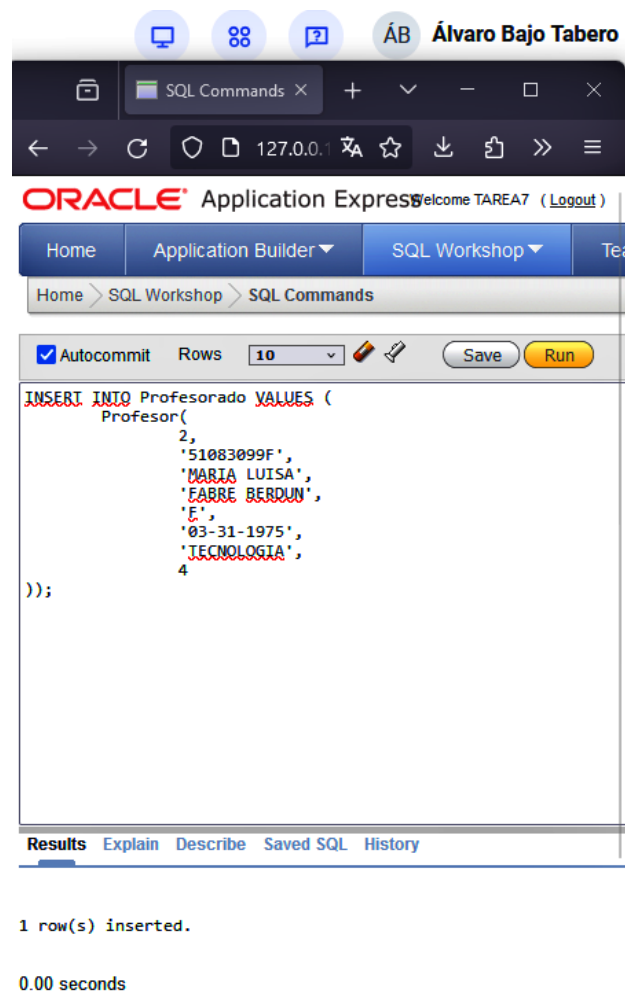 ÁB Álvaro Bajo Tabero
SQL Commands
127.0.0.1
ORACLE Application Express Welcome TAREA7 ( Logout )
Home Application Builder SQL Workshop Tea
Home SQL Workshop SQL Commands
Autocommit Rows 10 Save Run
INSERT INTO Profesorado VALUES (
Profesor(
2,
'51083099F',
'MARIA LUISA',
'FABRE BERDUN',
'F',
'03-31-1975',
'TECNOLOGIA',
4
));
Results Explain Describe Saved SQL History
1 row(s) inserted.
0.00 seconds